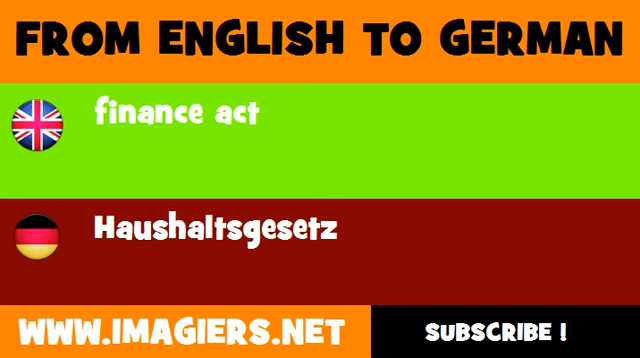 FROM ENGLISH TO GERMAN
finance act
Haushaltsgesetz
WWW.IMAGIERS.NET
SUBSCRIBE !